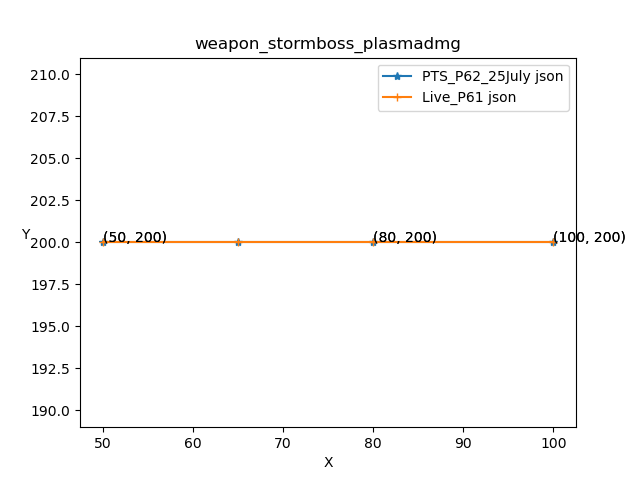 weapon_stormboss_plasmadmg
PTS_P62_25July json
Live_P61 json
210.0
207.5
205.0
202.5
200.0
197.5
195.0
192.5
190.0
Y
(50, 200)
(80, 200)
(100, 200)
50 60 70 80 90 100
X